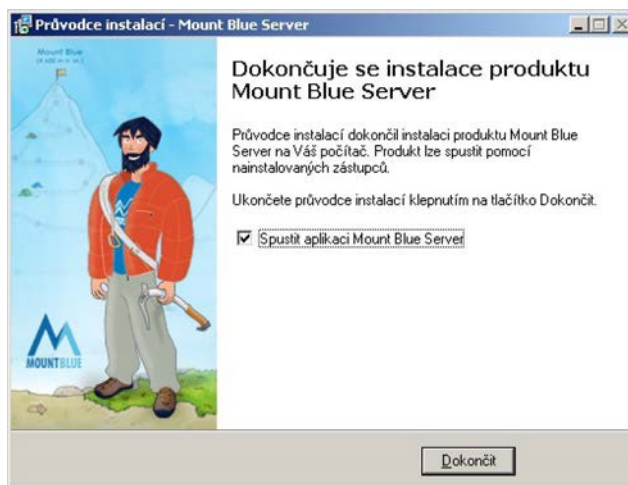 Průvodce instalací - Mount Blue Server
Mount Blue
Dokončuje se instalace produktu
Mount Blue Server
Průvodce instalací dokončil instalaci produktu Mount Blue
Server na Váš počítač. Produkt lze spustit pomocí
nainstalovaných zástupců.
Ukončete průvodce instalací klepnutím na tlačítko Dokončit.
Spustit aplikaci Mount Blue Server
MOUNTBLUE
Dokončit